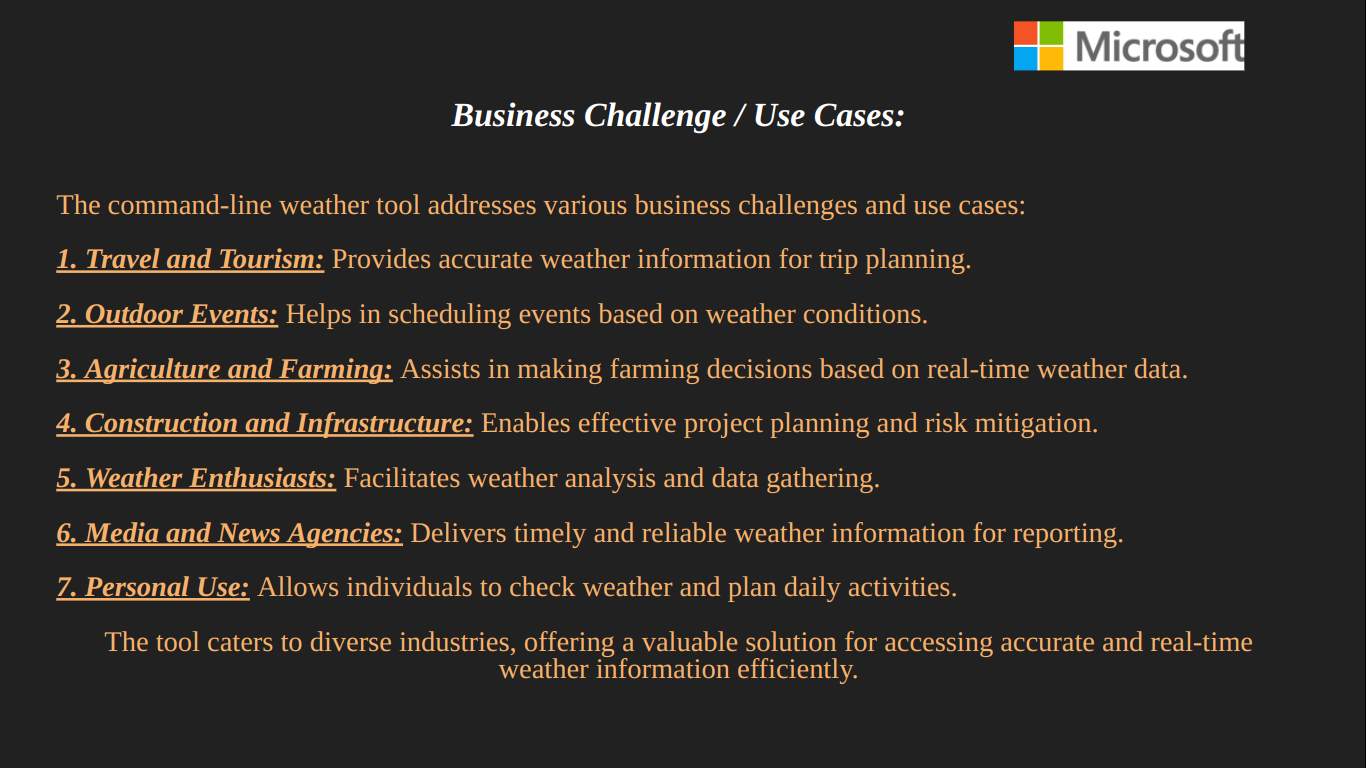 Microsoft
Business Challenge / Use Cases:
The command-line weather tool addresses various business challenges and use cases:
1. Travel and Tourism: Provides accurate weather information for trip planning.
2. Outdoor Events: Helps in scheduling events based on weather conditions.
3. Agriculture and Farming: Assists in making farming decisions based on real-time weather data.
4. Construction and Infrastructure: Enables effective project planning and risk mitigation.
5. Weather Enthusiasts: Facilitates weather analysis and data gathering.
6. Media and News Agencies: Delivers timely and reliable weather information for reporting.
7. Personal Use: Allows individuals to check weather and plan daily activities.
The tool caters to diverse industries, offering a valuable solution for accessing accurate and real-time
weather information efficiently.